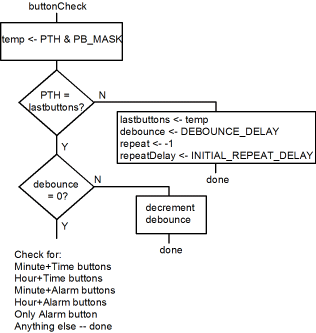 buttonCheck
temp <- PTH & PB_MASK
PTH =
lastbuttons?
N
Y
lastbuttons <- temp
debounce <- DEBOUNCE_DELAY
repeat <- -1
repeatDelay <- INITIAL_REPEAT_DELAY
done
debounce
= 0?
N
Y
decrement
debounce
done
Check for:
Minute+Time buttons
Hour+Time buttons
Minute+Alarm buttons
Hour+Alarm buttons
Only Alarm button
Anything else -- done